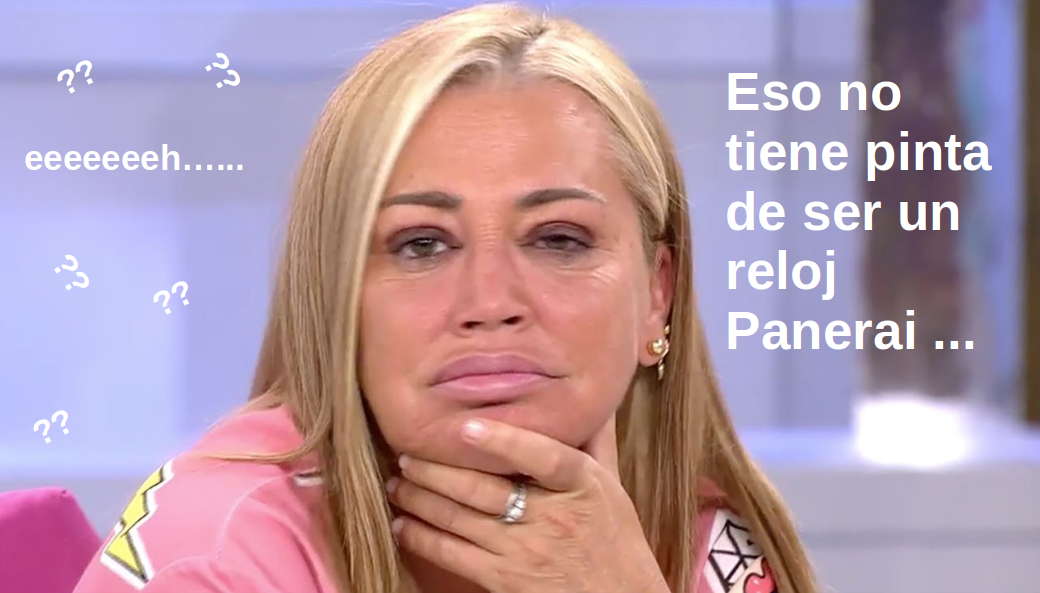 ??
??
eeeeeeeh......
??
??
??
Eso no
tiene pinta
de ser un
reloj
Panerai ...